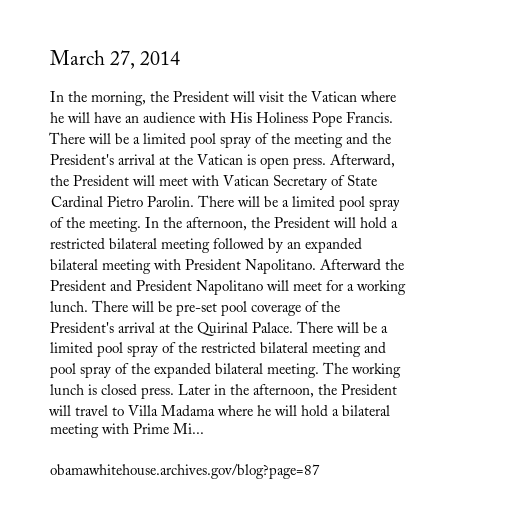 March 27, 2014
In the morning, the President will visit the Vatican where
he will have an audience with His Holiness Pope Francis.
There will be a limited pool spray of the meeting and the
President's arrival at the Vatican is open press. Afterward,
the President will meet with Vatican Secretary of State
Cardinal Pietro Parolin. There will be a limited pool spray
of the meeting. In the afternoon, the President will hold a
restricted bilateral meeting followed by an expanded
bilateral meeting with President Napolitano. Afterward the
President and President Napolitano will meet for a working
lunch. There will be pre-set pool coverage of the
President's arrival at the Quirinal Palace. There will be a
limited pool spray of the restricted bilateral meeting and
pool spray of the expanded bilateral meeting. The working
lunch is closed press. Later in the afternoon, the President
will travel to Villa Madama where he will hold a bilateral
meeting with Prime Mi...
obamawhitehouse.archives.gov/blog?page=87